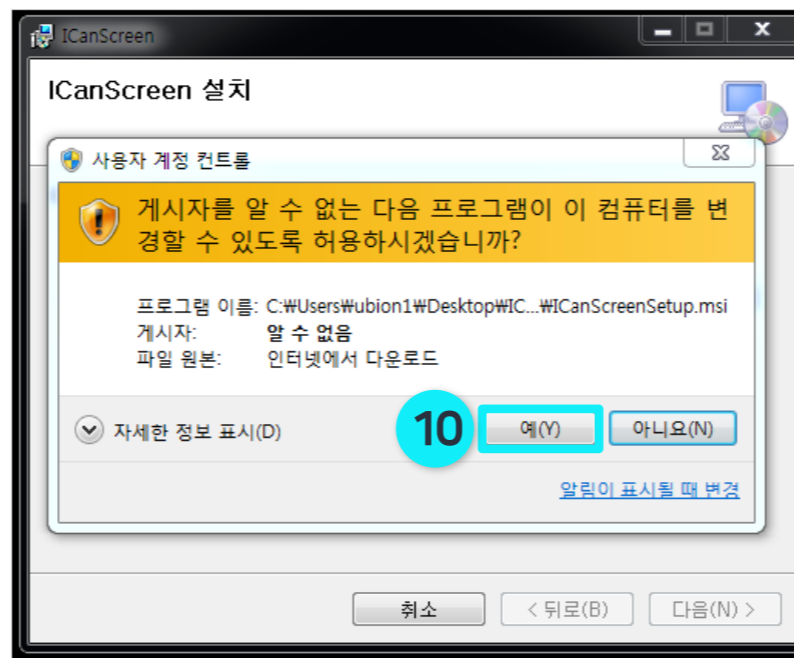 ICanScreen
ICanScreen 설치
사용자 계정 컨트롤
게시자를 알 수 없는 다음 프로그램이 이 컴퓨터를 변
경할 수 있도록 허용하시겠습니까?
프로그램 이름: C:₩Users₩ubion1₩Desktop₩IC...₩ICanScreenSetup.msi
게시자: 알 수 없음
파일 원본: 인터넷에서 다운로드
자세한 정보 표시(D) 10 예(Y) 아니요(N)
알림이 표시될 때 변경
취소 < 뒤로(B) 다음(N) >